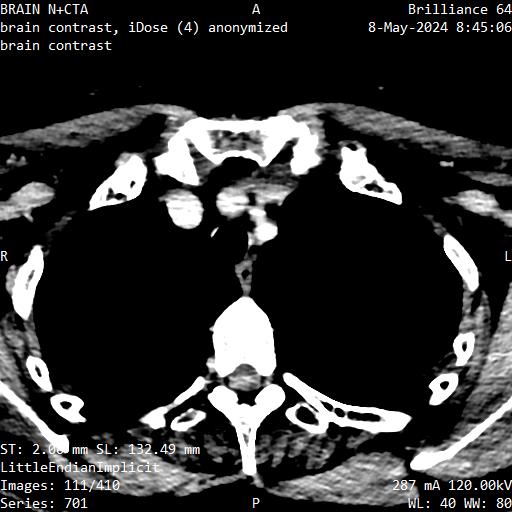 BRAIN N+CTA
A
Brilliance 64
brain contrast, iDose (4) anonymized
8-May-2024 8:45:06
brain contrast
R
L
ST: 2.00 mm SL: 132.49 mm
LittleEndianImplicit
Images: 111/410
287 mA 120.00kV
Series: 701
P
WL: 40 WW: 80